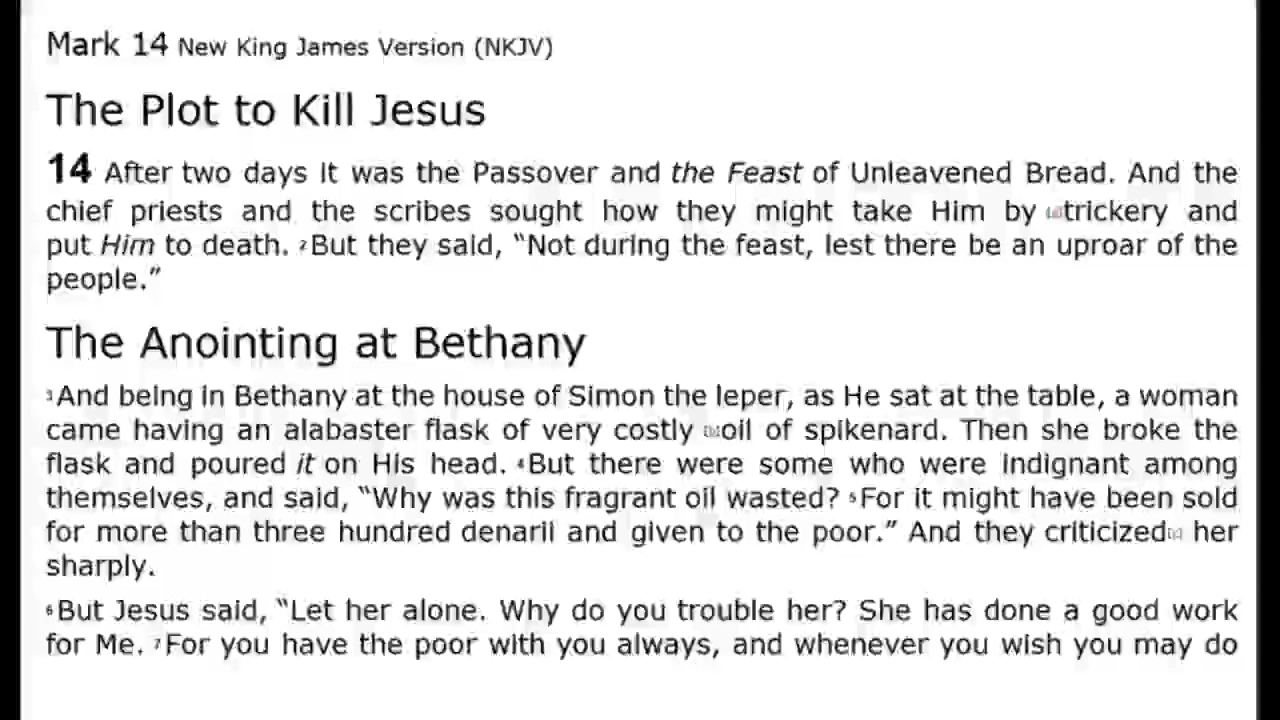 Mark 14 New King James Version (NKJV)
The Plot to Kill Jesus
14 After two days it was the Passover and the Feast of Unleavened Bread. And the
chief priests and the scribes sought how they might take Him by trickery and
put Him to death. 2 But they said, “Not during the feast, lest there be an uproar of the
people.”
The Anointing at Bethany
3 And being in Bethany at the house of Simon the leper, as He sat at the table, a woman
came having an alabaster flask of very costly oil of spikenard. Then she broke the
flask and poured it on His head. 4 But there were some who were indignant among
themselves, and said, “Why was this fragrant oil wasted? 5 For it might have been sold
for more than three hundred denarii and given to the poor.” And they criticized her
sharply.
6 But Jesus said, “Let her alone. Why do you trouble her? She has done a good work
for Me. 7 For you have the poor with you always, and whenever you wish you may do